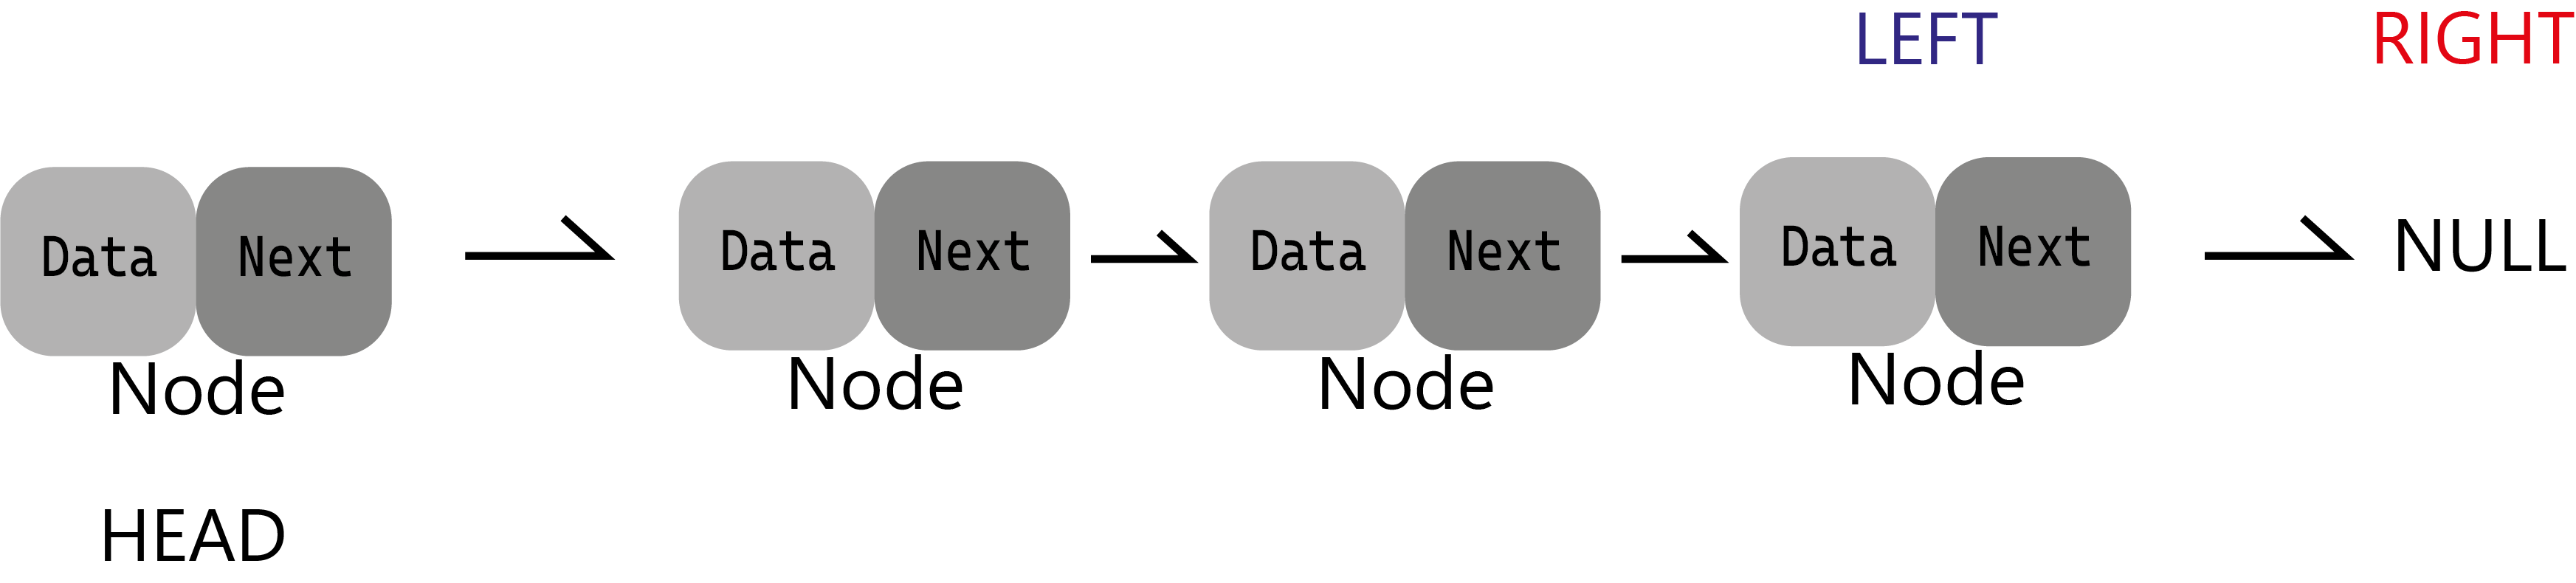 LEFT RIGHT
Data Next Data Next Data Next Data Next NULL
Node Node Node Node
HEAD